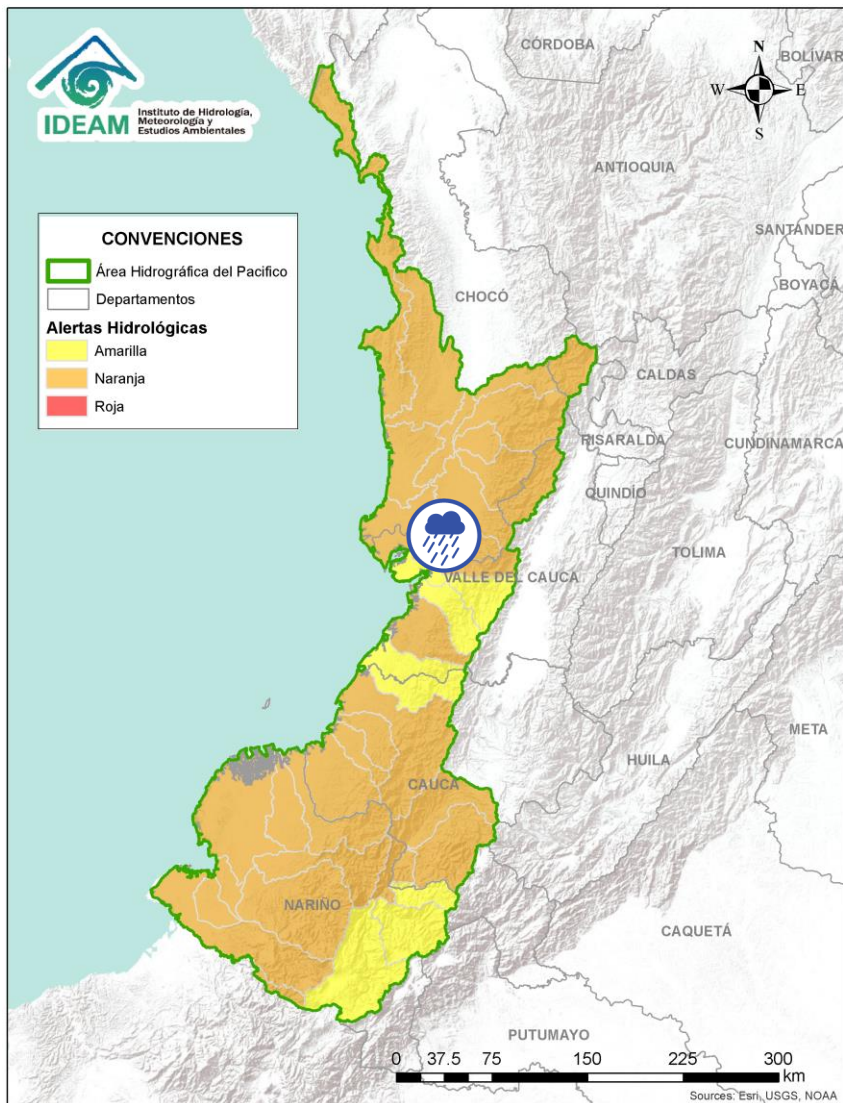 IDEAM
Instituto de Hidrología,
Meteorología y
Estudios Ambientales
CÓRDOBA
BOLÍVAR
N
W
E
S
ANTIOQUIA
SANTANDER
BOYACÁ
CONVENCIONES
Área Hidrográfica del Pacifico
Departamentos
Alertas Hidrológicas
Amarilla
Naranja
Roja
CHOCÓ
CALDAS
RISARALDA
CUNDINAMARCA
QUINDÍO
TOLIMA
VALLE DEL CAUCA
META
HUILA
CAUCA
NARIÑO
CAQUETÁ
PUTUMAYO
0 37.5 75 150 225 300
km
Sources: Esri, USGS, NOAA